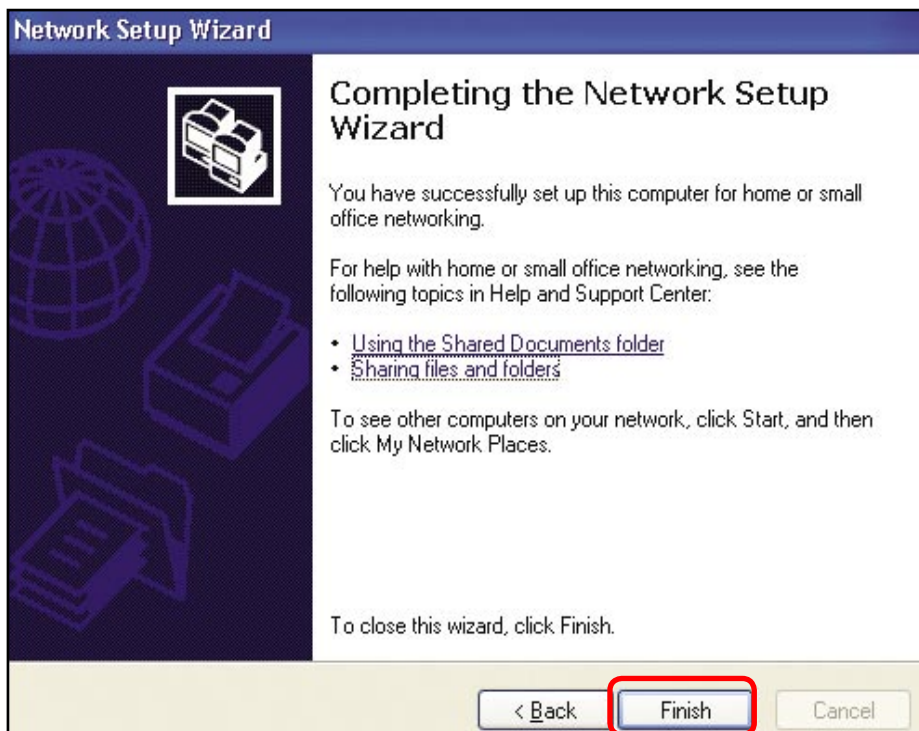 Network Setup Wizard
Completing the Network Setup
Wizard
You have successfully set up this computer for home or small
office networking.
For help with home or small office networking, see the
following topics in Help and Support Center:
• Using the Shared Documents folder
• Sharing files and folders
To see other computers on your network, click Start, and then
click My Network Places.
To close this wizard, click Finish.
< Back
Finish
Cancel